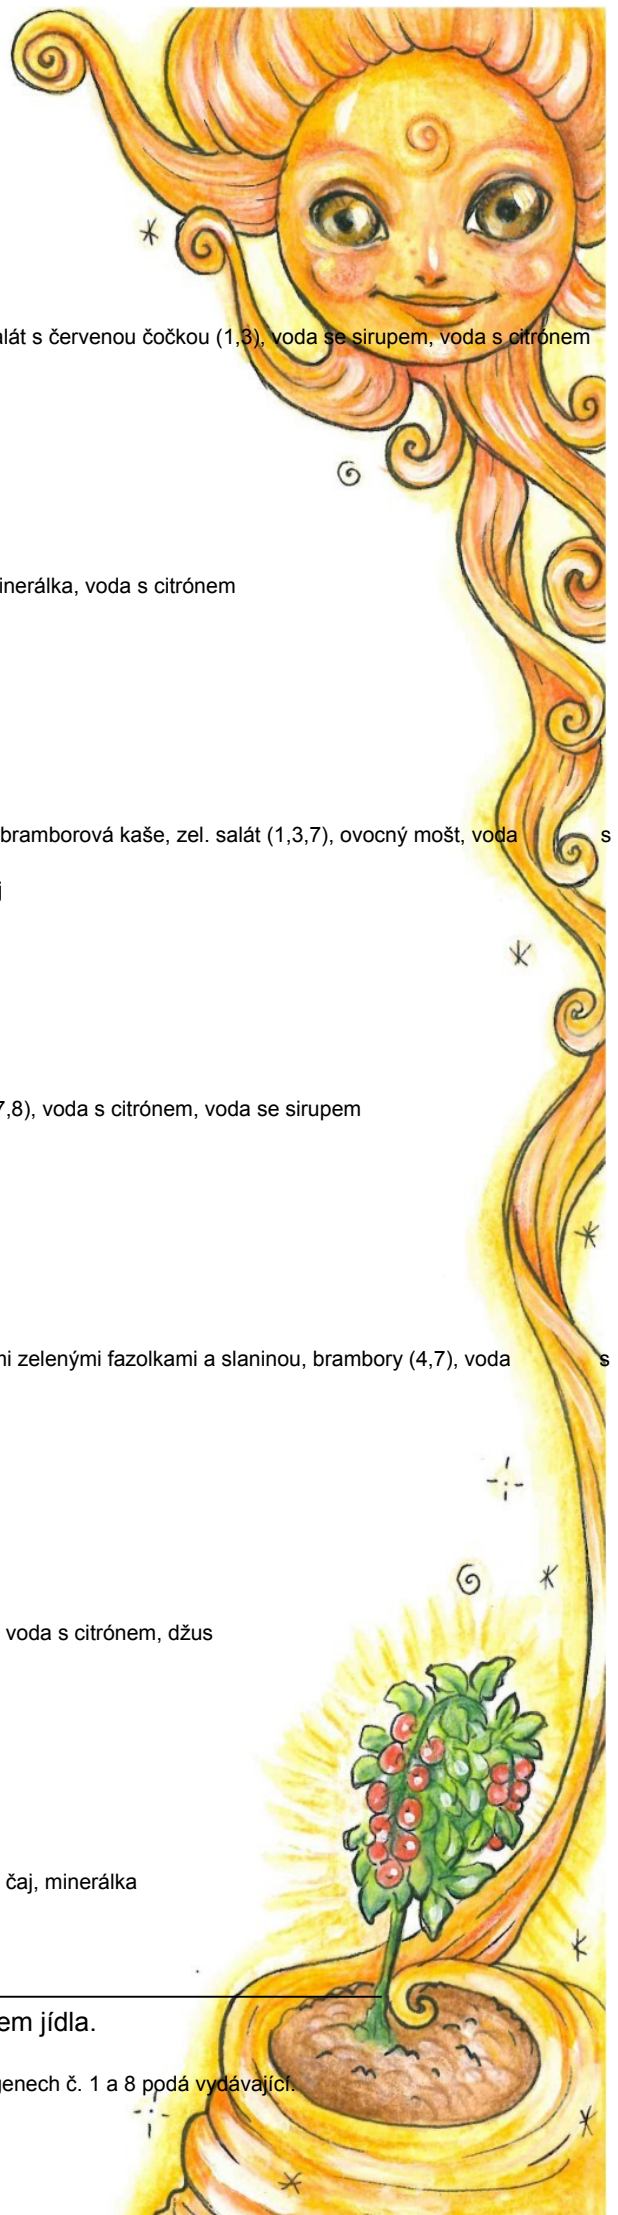 alát s červenou čočkou (1,3), voda se sirupem, voda s citrónem
inerálka, voda s citrónem
bramborová kaše, zel. salát (1,3,7), ovocný mošt, voda s
j
7,8), voda s citrónem, voda se sirupem
mi zelenými fazolkami a slaninou, brambory (4,7), voda s
voda s citrónem, džus
čaj, minerálka
em jídla.
genech č. 1 a 8 podá vydávající.